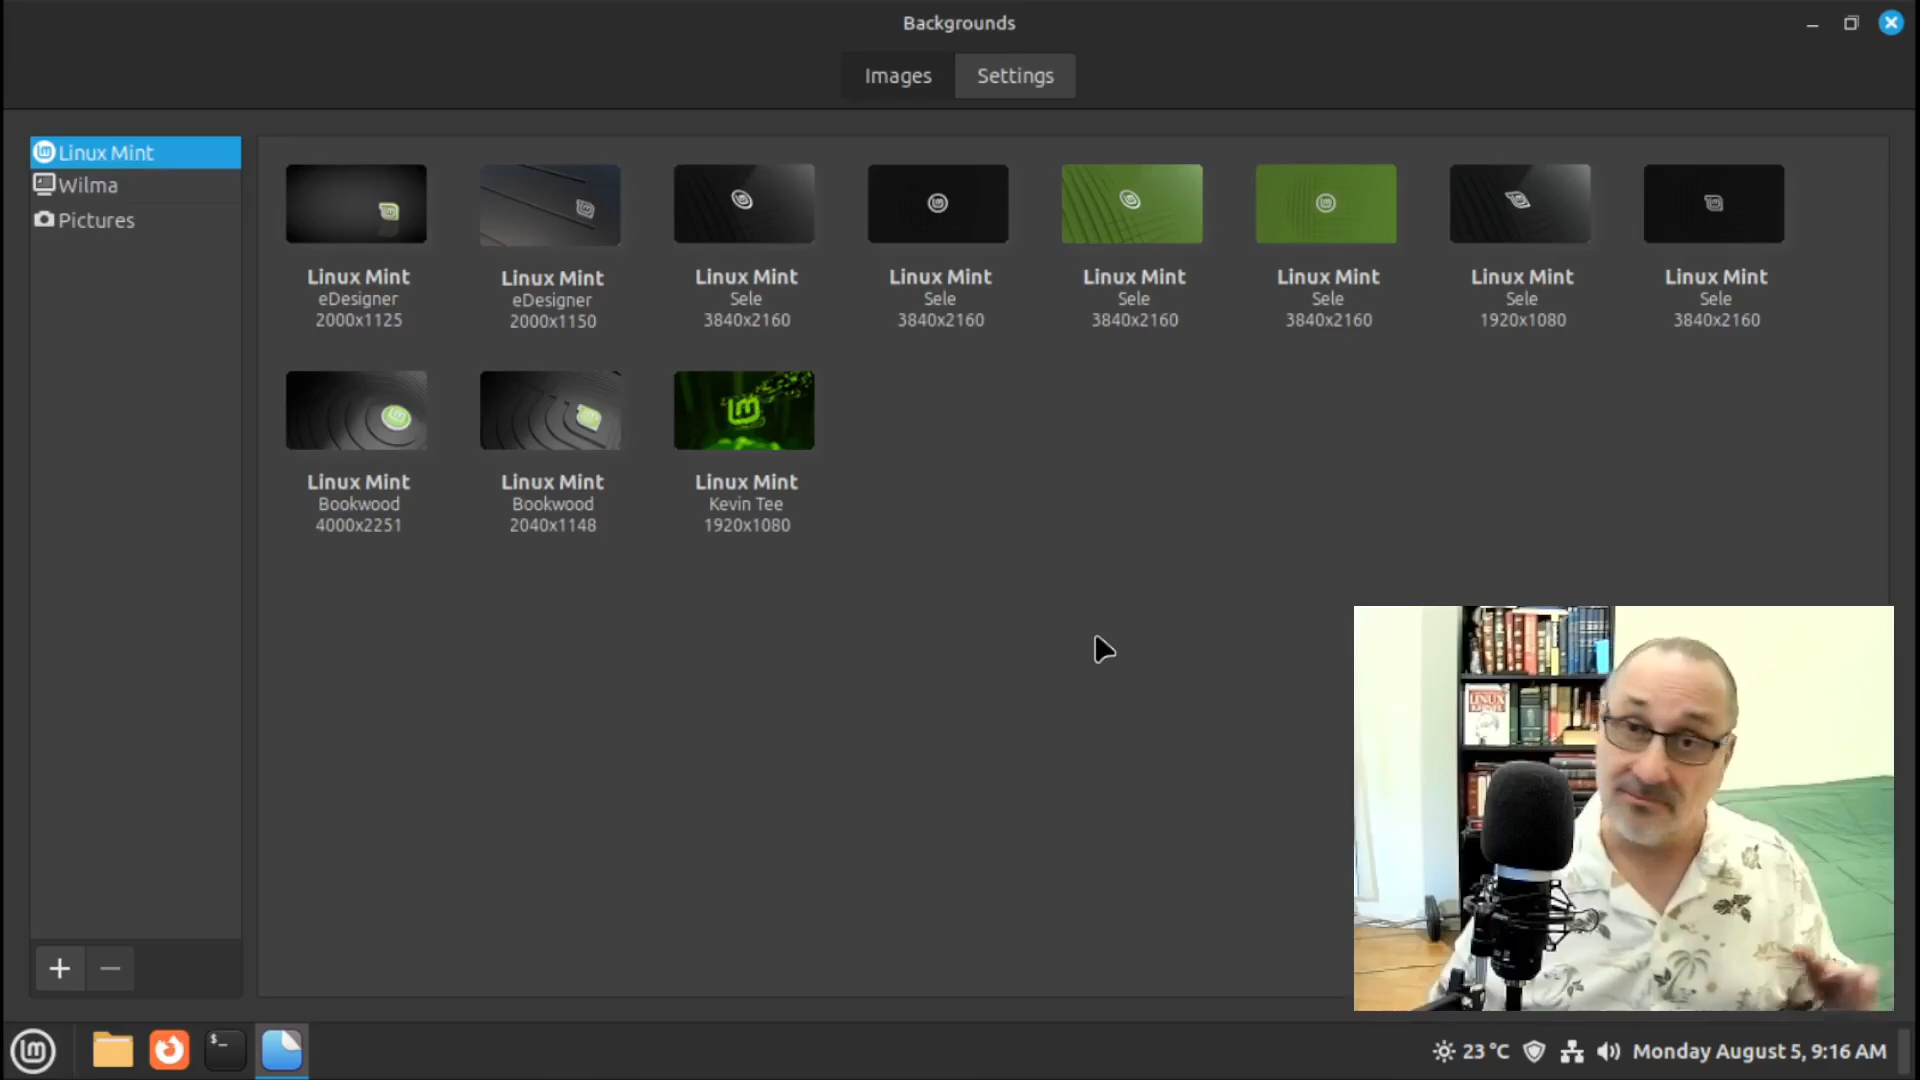 Backgrounds
Images
Settings
Linux Mint
Wilma
Pictures
Linux Mint
eDesigner
2000x1125
Linux Mint
eDesigner
2000x1150
Linux Mint
Sele
3840x2160
Linux Mint
Sele
3840x2160
Linux Mint
Sele
3840x2160
Linux Mint
Sele
3840x2160
Linux Mint
Sele
1920x1080
Linux Mint
Sele
3840x2160
Linux Mint
Bookwood
4000x2251
Linux Mint
Bookwood
2040x1148
Linux Mint
Kevin Tee
1920x1080
LINUX
$_
23 °C
Monday August 5, 9:16 AM